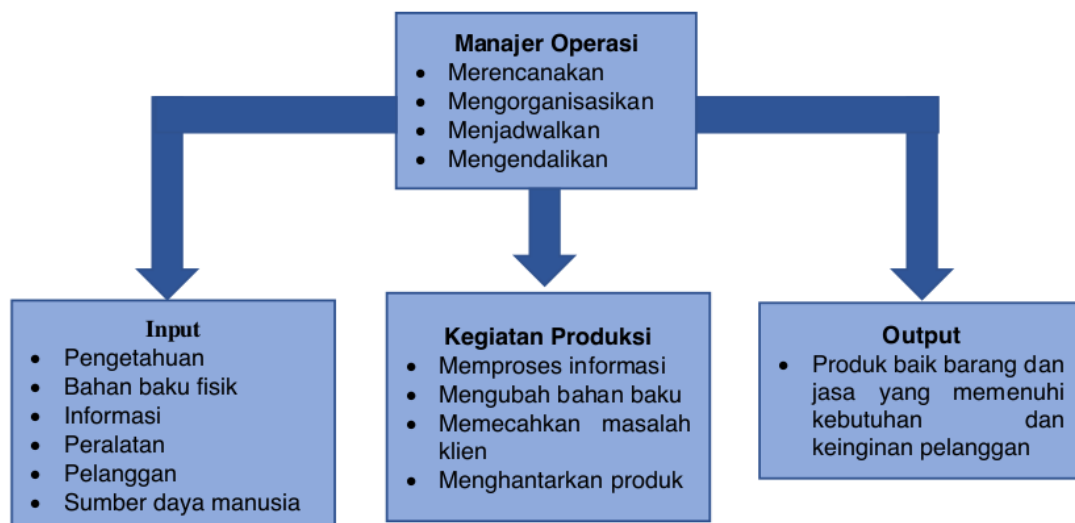 Manajer Operasi
• Merencanakan
• Mengorganisasikan
• Menjadwalkan
• Mengendalikan
Input
• Pengetahuan
• Bahan baku fisik
• Informasi
• Peralatan
• Pelanggan
• Sumber daya manusia
Kegiatan Produksi
• Memproses informasi
• Mengubah bahan baku
• Memecahkan masalah
klien
• Menghantarkan produk
Output
• Produk baik barang dan
jasa yang memenuhi
kebutuhan dan
keinginan pelanggan